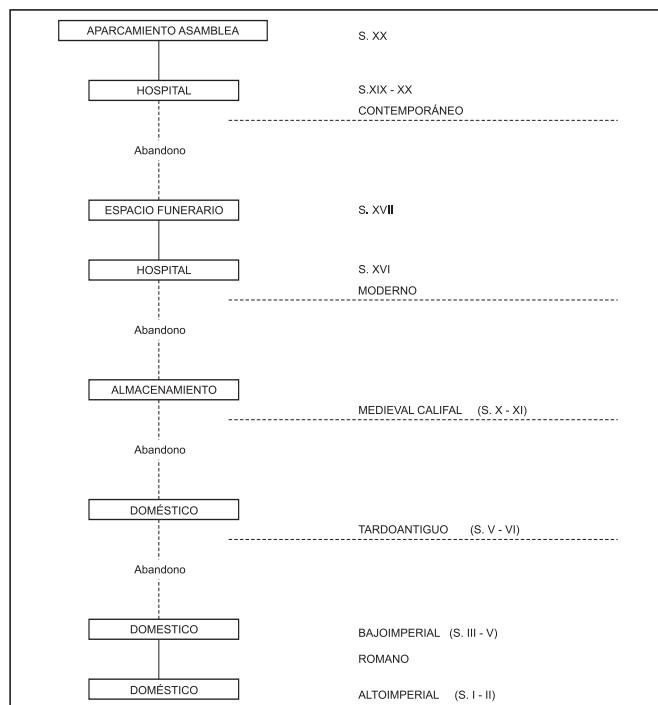 APARCAMIENTO ASAMBLEA S. XX
HOSPITAL S.XIX - XX
CONTEMPORÁNEO
Abandono
ESPACIO FUNERARIO S. XVII
HOSPITAL S. XVI
MODERNO
Abandono
ALMACENAMIENTO
MEDIEVAL CALIFAL (S. X - XI)
Abandono
DOMÉSTICO
TARDOANTIGUO (S. V - VI)
Abandono
DOMESTICO BAJOIMPERIAL (S. III - V)
ROMANO
DOMÉSTICO ALTOIMPERIAL (S. I - II)